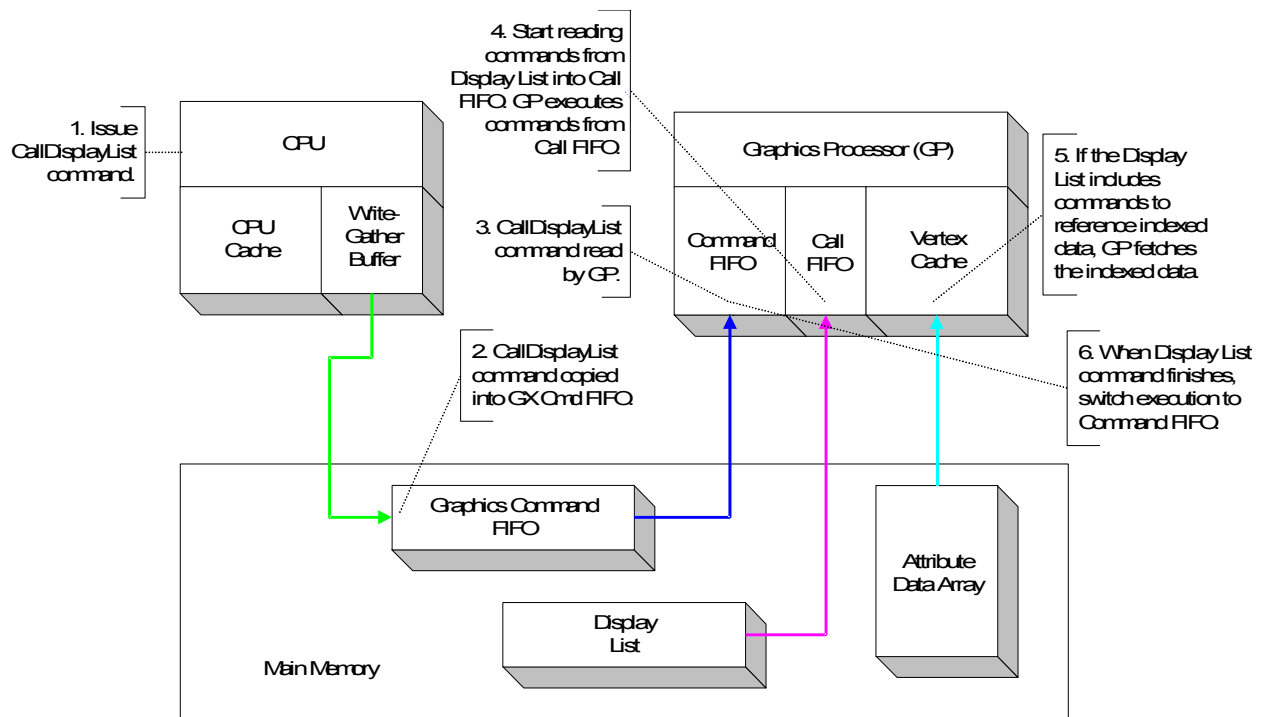 1. Issue
CallDisplayList
command.
CPU
CPU
Cache
Write-
Gather
Buffer
4. Start reading
commands from
Display List into Call
FIFO. GP executes
commands from
Call FIFO.
3. CallDisplayList
command read
by GP.
Graphics Processor (GP)
Command
FIFO
Call
FIFO
Vertex
Cache
5. If the Display
List includes
commands to
reference indexed
data, GP fetches
the indexed data.
2. CallDisplayList
command copied
into GX Cmd FIFO.
6. When Display List
command finishes,
switch execution to
Command FIFO.
Graphics Command
FIFO
Attribute
Data Array
Display
List
Main Memory